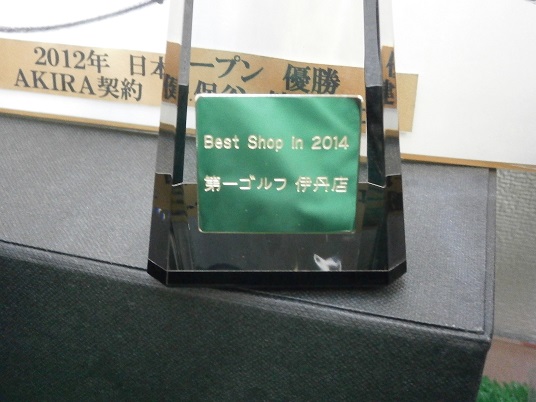 2012年 日本 ープン 優勝
AKIRA契約
Best Shop in 2014
第一ゴルフ 伊丹店